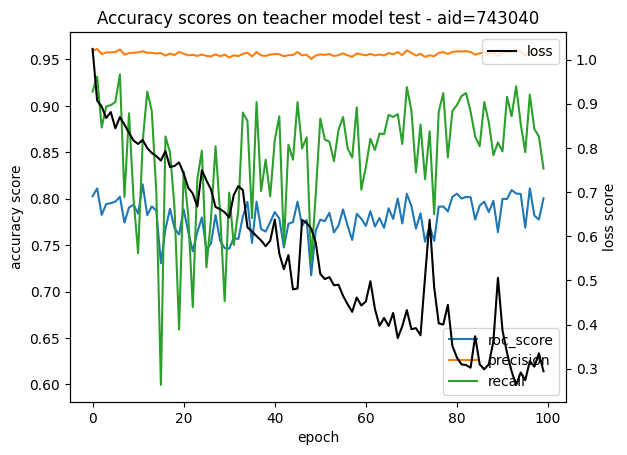 Accuracy scores on teacher model test - aid=743040
accuracy score
0.95
0.90
0.85
0.80
0.75
0.70
0.65
0.60
loss
1.0
0.9
0.8
0.7
0.6
0.5
0.4
0.3
loss score
roc_score
precision
recall
0
20
40
60
80
100
epoch